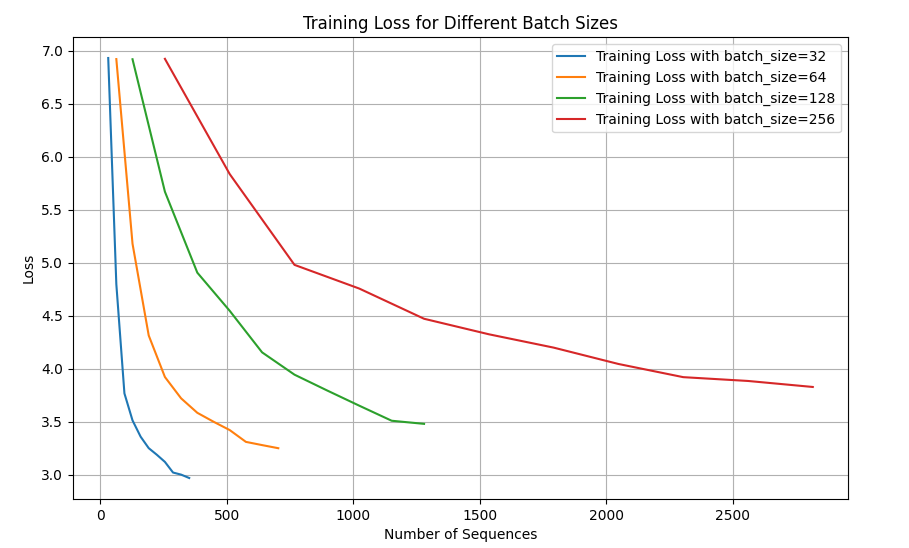 Training Loss for Different Batch Sizes
Training Loss with batch_size=32
Training Loss with batch_size=64
Training Loss with batch_size=128
Training Loss with batch_size=256
7.0
6.5
6.0
5.5
5.0
4.5
4.0
3.5
3.0
Loss
0 500 1000 1500 2000 2500
Number of Sequences